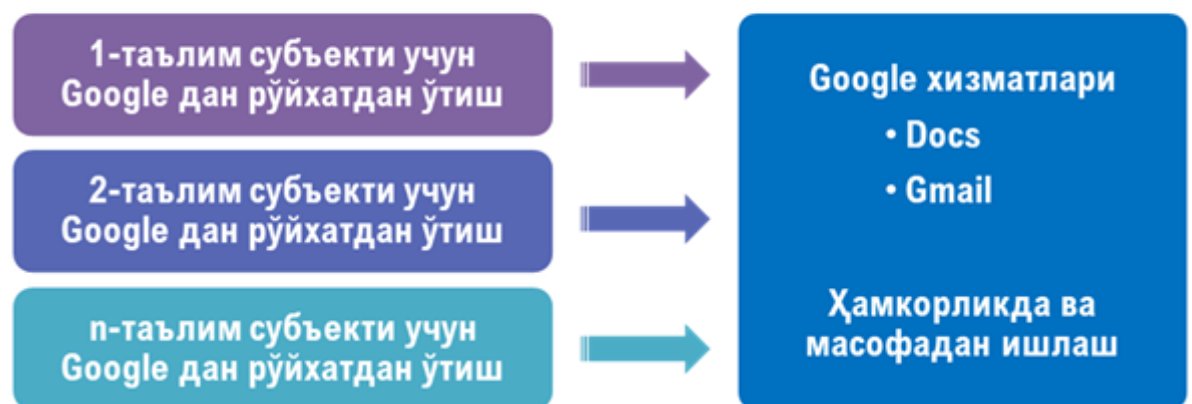 1-таълим субъекти учун
Google дан рўйхатдан ўтиш
2-таълим субъекти учун
Google дан рўйхатдан ўтиш
n-таълим субъекти учун
Google дан рўйхатдан ўтиш
Google хизматлари
• Docs
• Gmail
Ҳамкорликда ва
масофадан ишлаш